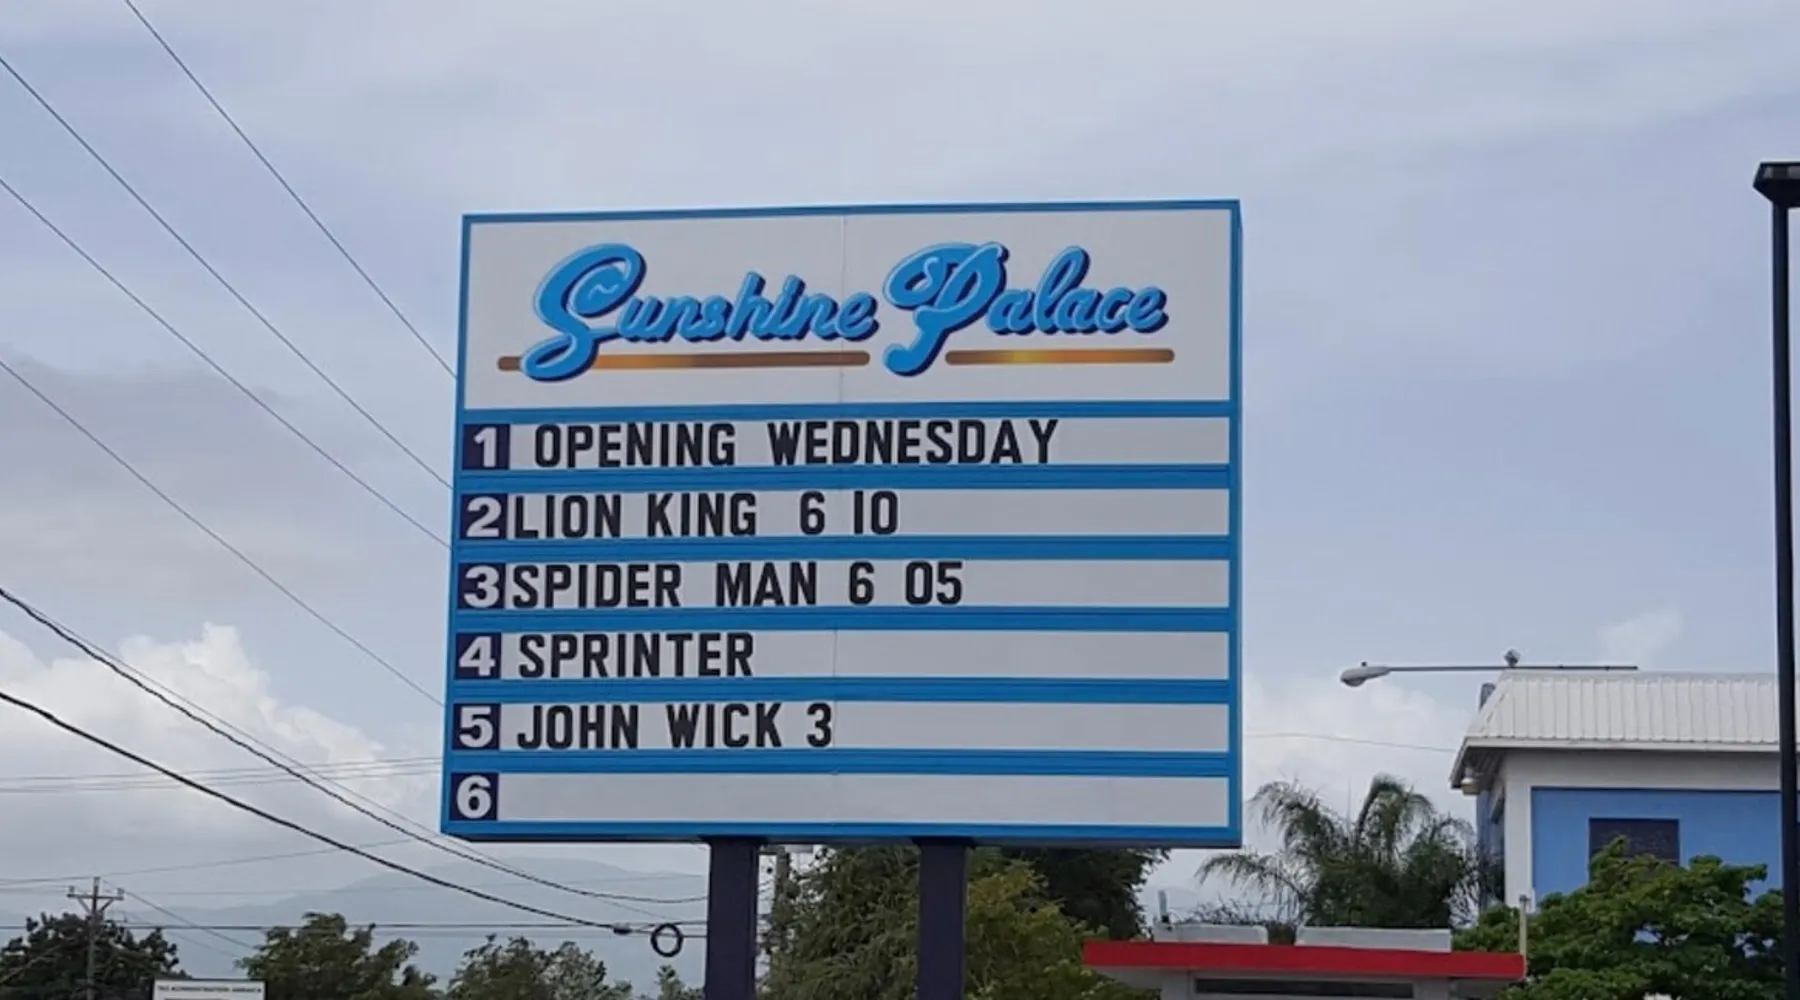 Sunshine Palace
1 OPENING WEDNESDAY
2 LION KING 6 10
3 SPIDER MAN 6 05
4 SPRINTER
5 JOHN WICK 3
6